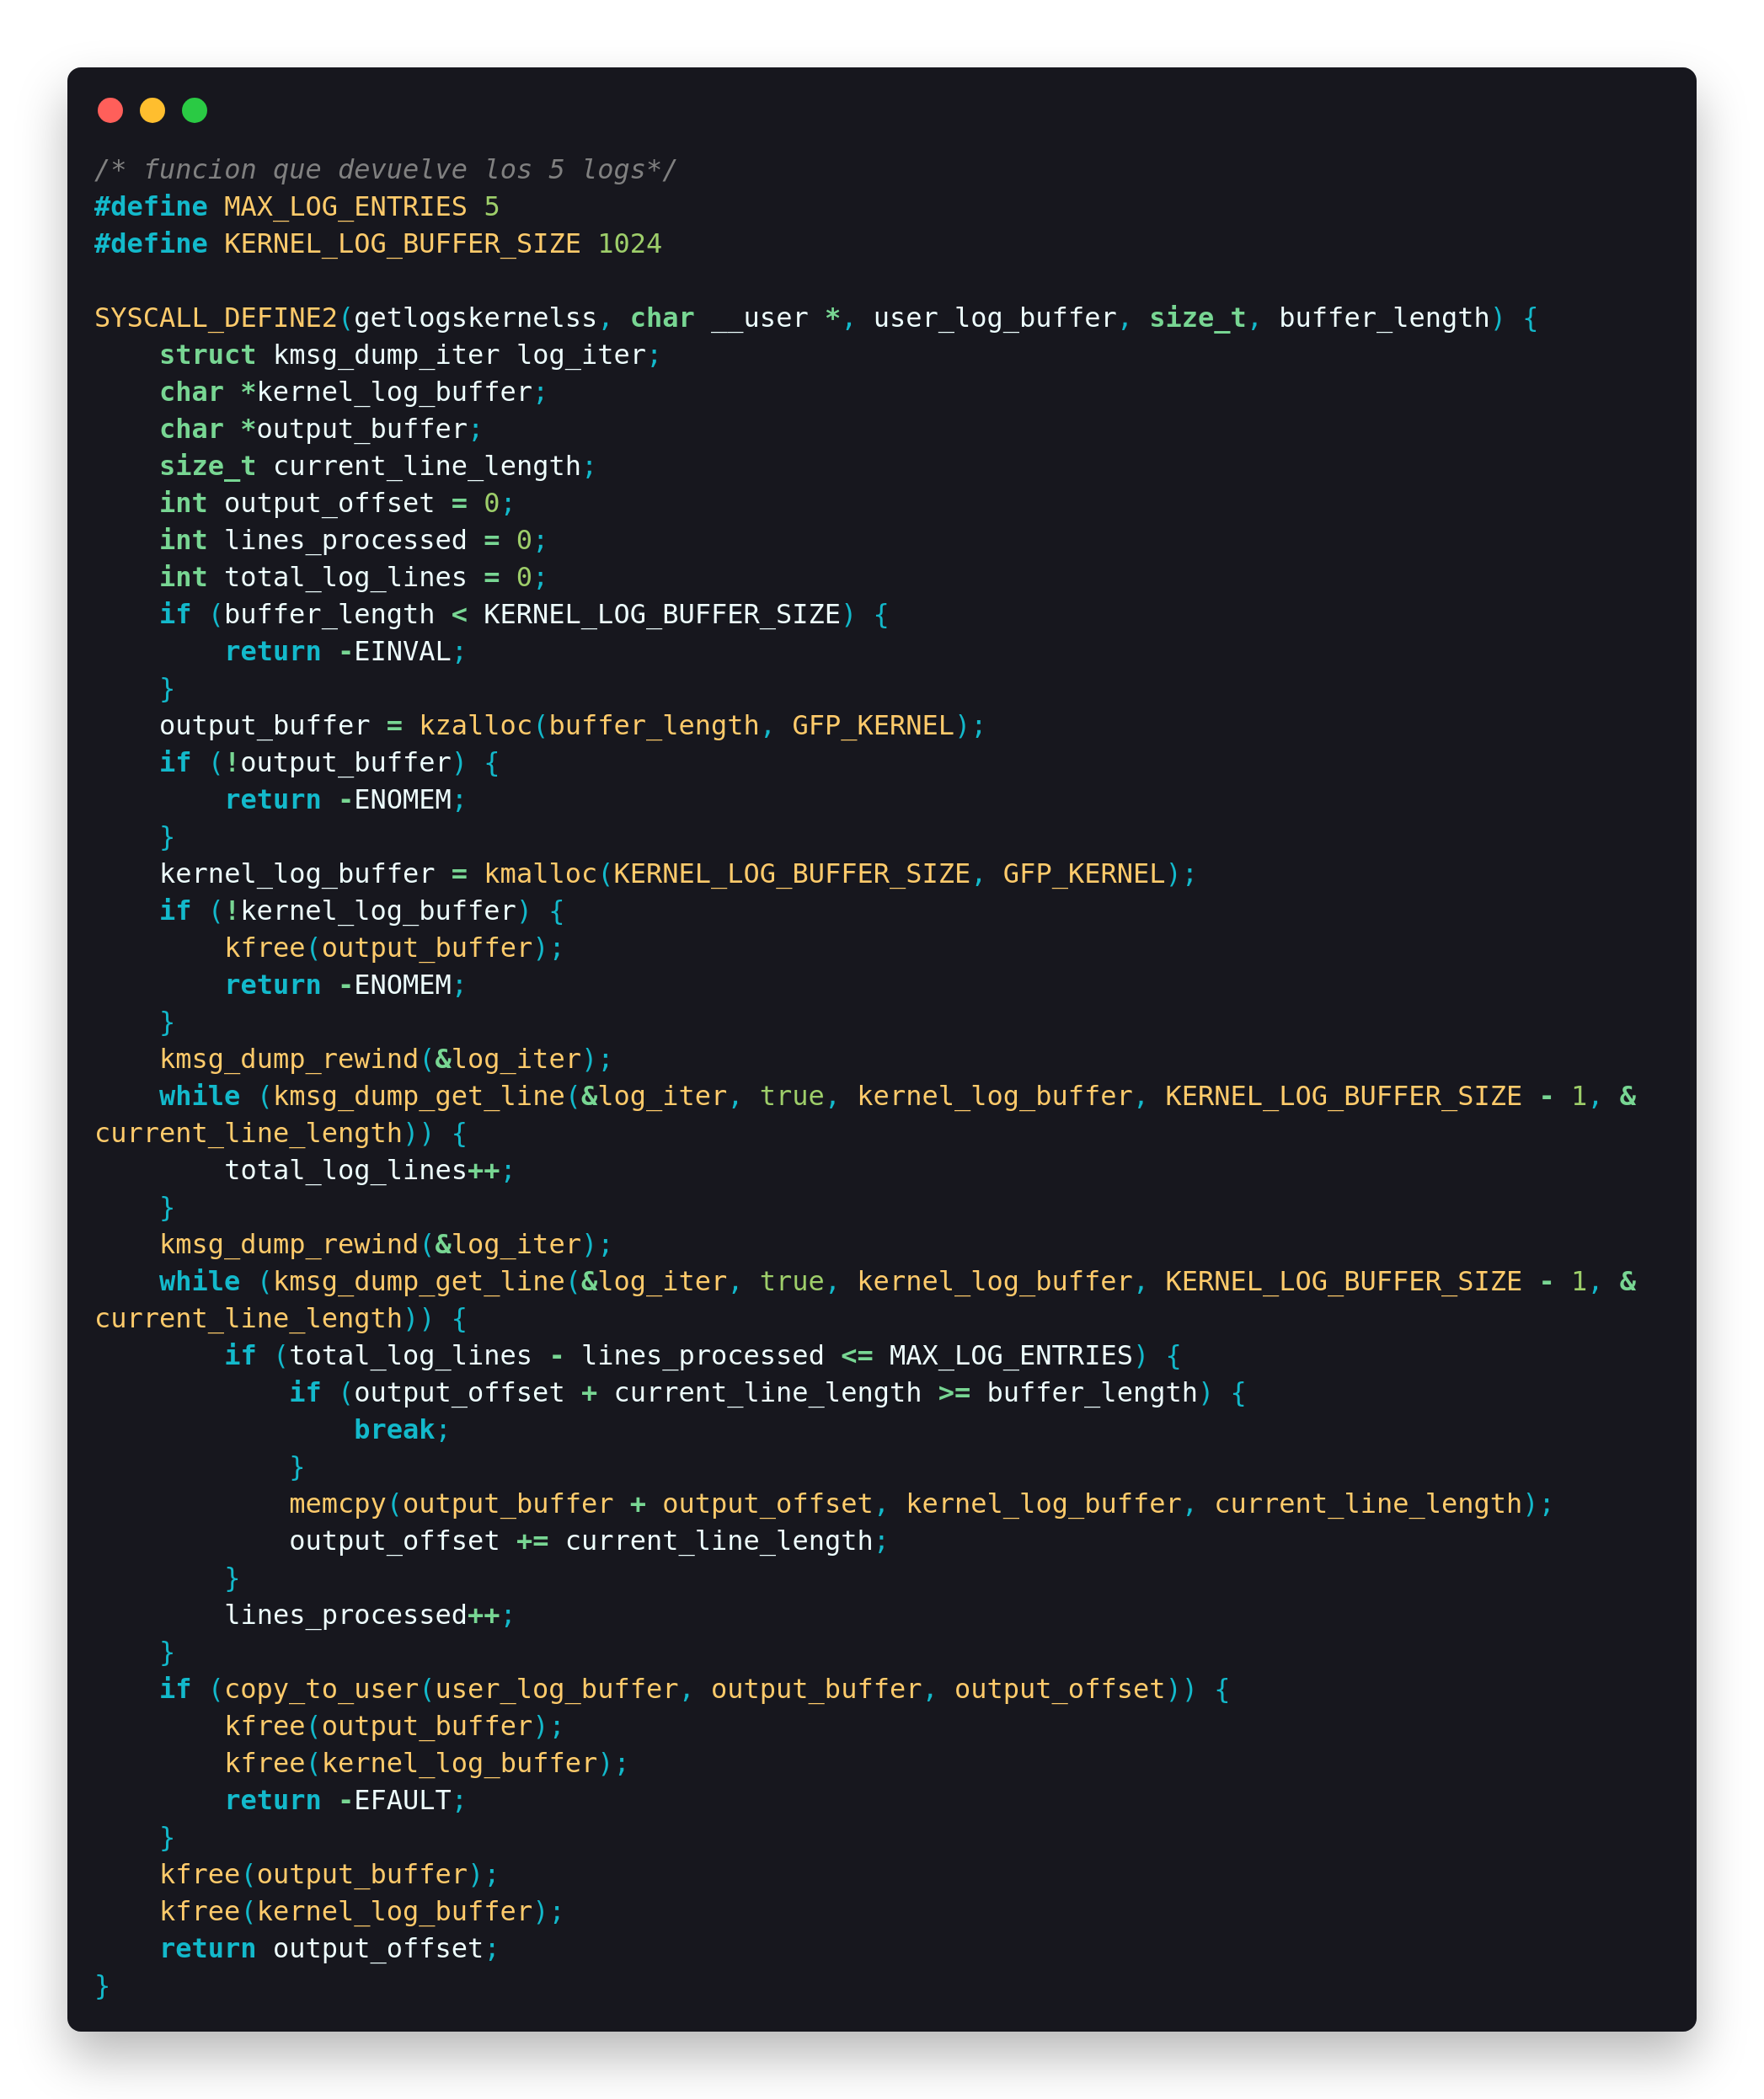 /* funcion que devuelve los 5 logs*/
#define MAX_LOG_ENTRIES 5
#define KERNEL_LOG_BUFFER_SIZE 1024

SYSCALL_DEFINE2(getlogskernelss, char __user *, user_log_buffer, size_t, buffer_length) {
    struct kmsg_dump_iter log_iter;
    char *kernel_log_buffer;
    char *output_buffer;
    size_t current_line_length;
    int output_offset = 0;
    int lines_processed = 0;
    int total_log_lines = 0;
    if (buffer_length < KERNEL_LOG_BUFFER_SIZE) {
        return -EINVAL;
    }
    output_buffer = kzalloc(buffer_length, GFP_KERNEL);
    if (!output_buffer) {
        return -ENOMEM;
    }
    kernel_log_buffer = kmalloc(KERNEL_LOG_BUFFER_SIZE, GFP_KERNEL);
    if (!kernel_log_buffer) {
        kfree(output_buffer);
        return -ENOMEM;
    }
    kmsg_dump_rewind(&log_iter);
    while (kmsg_dump_get_line(&log_iter, true, kernel_log_buffer, KERNEL_LOG_BUFFER_SIZE - 1, &
current_line_length)) {
        total_log_lines++;
    }
    kmsg_dump_rewind(&log_iter);
    while (kmsg_dump_get_line(&log_iter, true, kernel_log_buffer, KERNEL_LOG_BUFFER_SIZE - 1, &
current_line_length)) {
        if (total_log_lines - lines_processed <= MAX_LOG_ENTRIES) {
            if (output_offset + current_line_length >= buffer_length) {
                break;
            }
            memcpy(output_buffer + output_offset, kernel_log_buffer, current_line_length);
            output_offset += current_line_length;
        }
        lines_processed++;
    }
    if (copy_to_user(user_log_buffer, output_buffer, output_offset)) {
        kfree(output_buffer);
        kfree(kernel_log_buffer);
        return -EFAULT;
    }
    kfree(output_buffer);
    kfree(kernel_log_buffer);
    return output_offset;
}